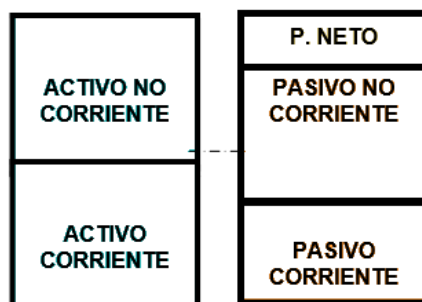 ACTIVO NO
CORRIENTE
ACTIVO
CORRIENTE
P. NETO
PASIVO NO
CORRIENTE
PASIVO
CORRIENTE